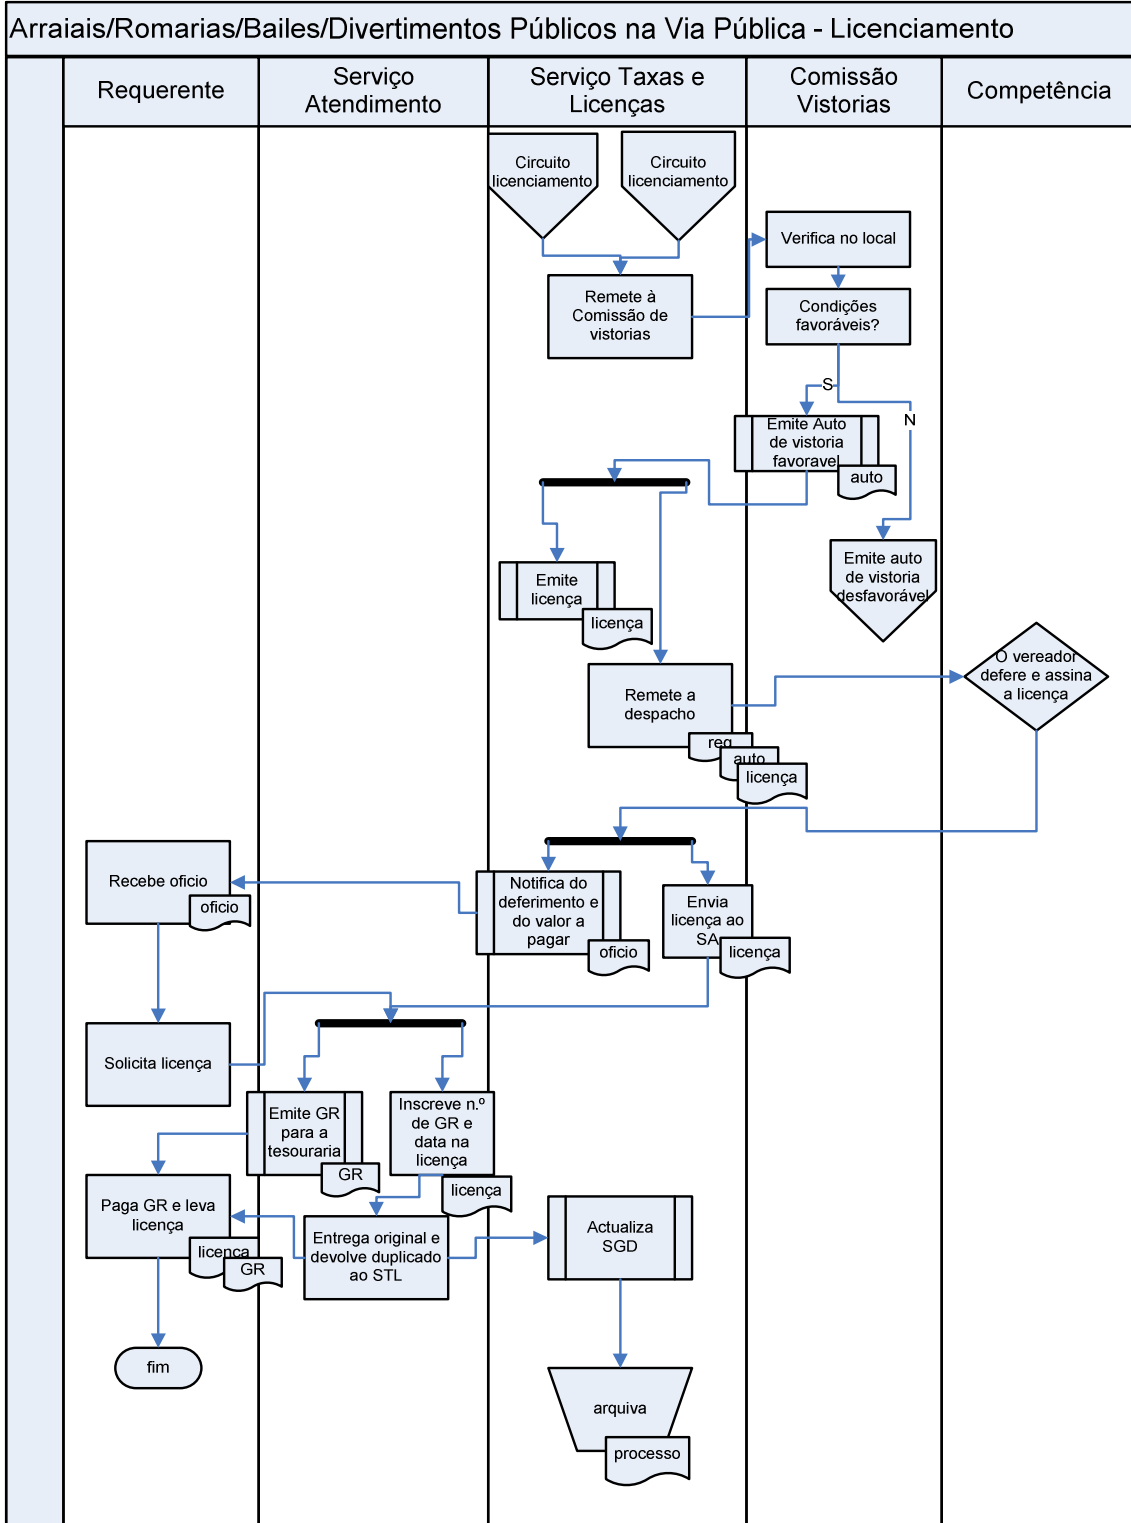 Arraiais/Romarias/Bailes/Divertimentos Públicos na Via Pública - Licenciamento
Requerente
Serviço
Atendimento
Serviço Taxas e
Licenças
Comissão
Vistorias
Competência
Circuito
licenciamento
Circuito
licenciamento
Verifica no local
Remete à
Comissão de
vistorias
Condições
favoráveis?
S
N
Emite Auto
de vistoria
favoravel
auto
Emite
licença
licença
Emite auto
de vistoria
desfavorável
O vereador
defere e assina
a licença
Remete a
despacho
req
auto
licença
Recebe oficio
oficio
Notifica do
deferimento e
do valor a
pagar
oficio
Envia
licença ao
SA
licença
Solicita licença
Emite GR
para a
tesouraria
GR
Inscreve n.º
de GR e
data na
licença
licença
Paga GR e leva
licença
licença
GR
Entrega original e
devolve duplicado
ao STL
Actualiza
SGD
fim
arquiva
processo